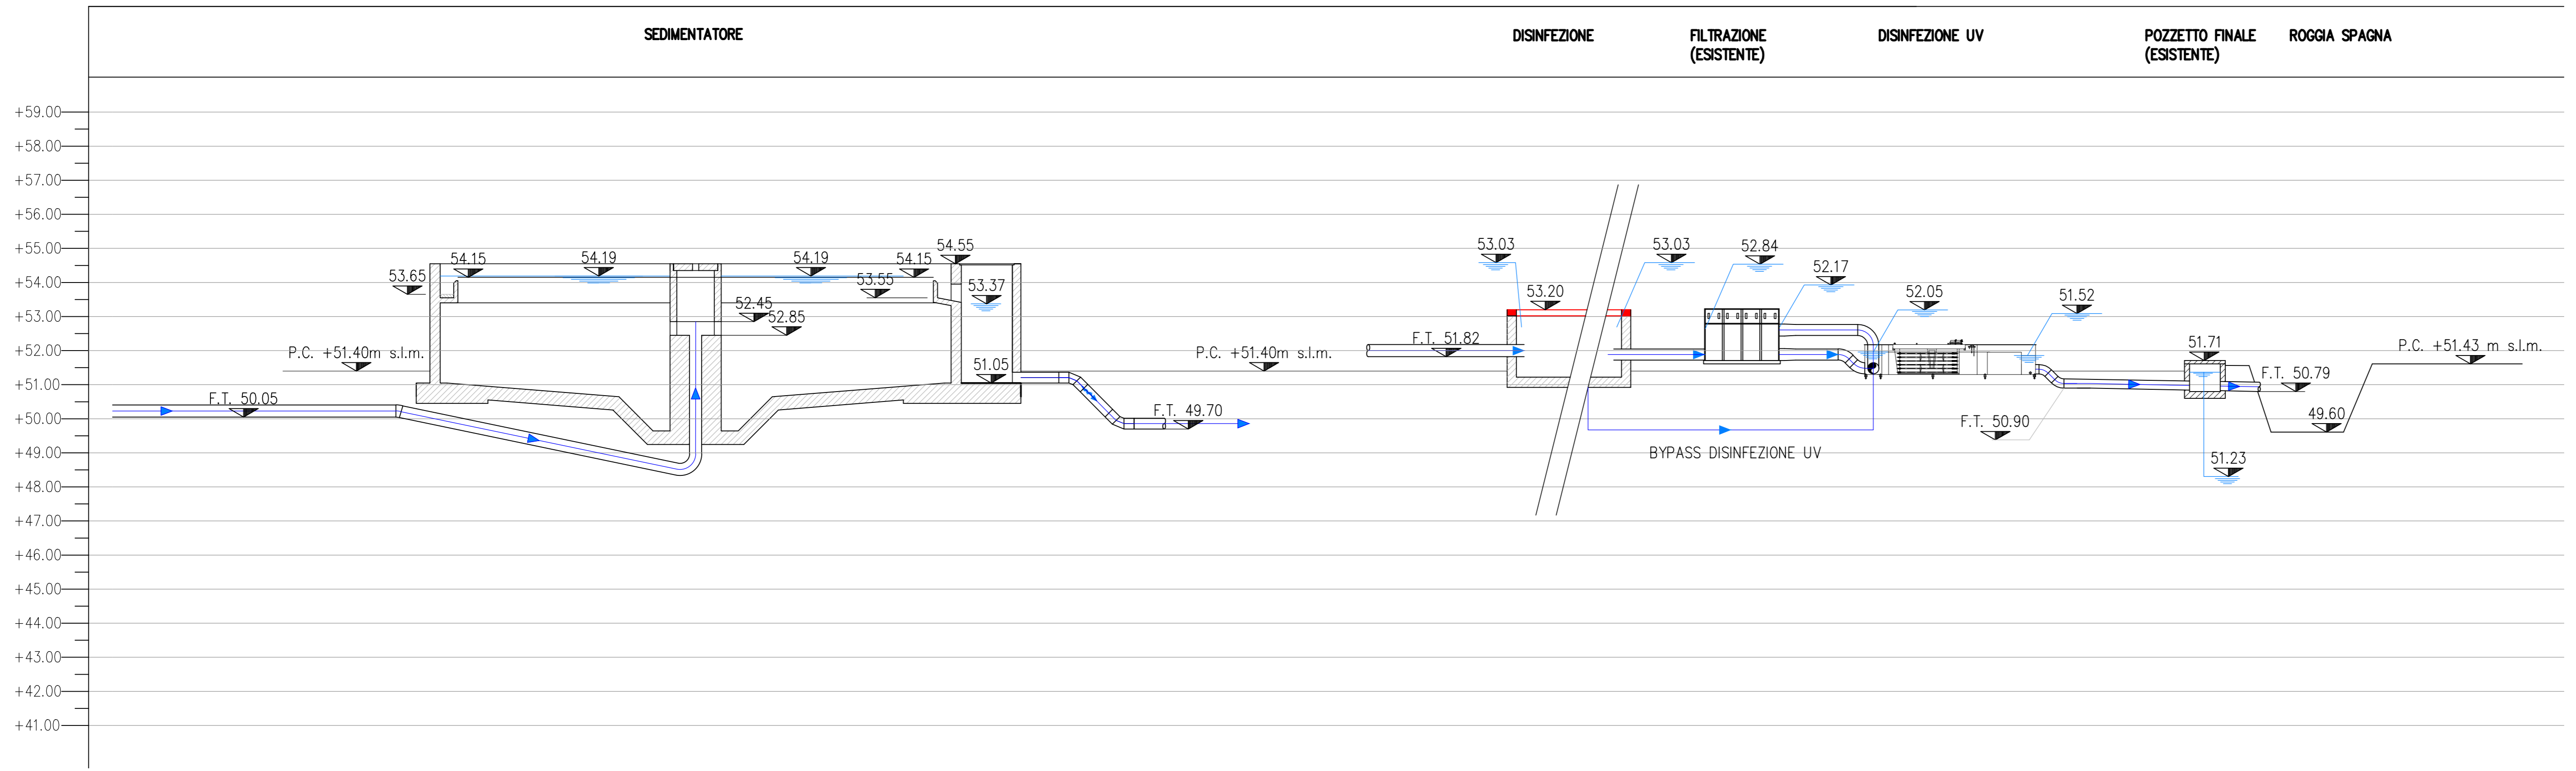 SEDIMENTATORE
DISINFEZIONE
FILTRAZIONE
(ESISTENTE)
DISINFEZIONE UV
POZZETTO FINALE
(ESISTENTE)
ROGGIA SPAGNA
+59.00
+58.00
+57.00
+56.00
+55.00
+54.00
+53.00
+52.00
+51.00
+50.00
+49.00
+48.00
+47.00
+46.00
+45.00
+44.00
+43.00
+42.00
+41.00
F.T. 50.05
P.C. +51.40m s.l.m.
53.65
54.15
54.19
54.19
54.15
54.55
53.55
53.37
52.45
52.85
51.05
F.T. 49.70
P.C. +51.40m s.l.m.
F.T. 51.82
53.03
53.20
53.03
52.84
52.17
52.05
51.52
BYPASS DISINFEZIONE UV
F.T. 50.90
51.71
51.23
F.T. 50.79
49.60
P.C. +51.43 m s.l.m.